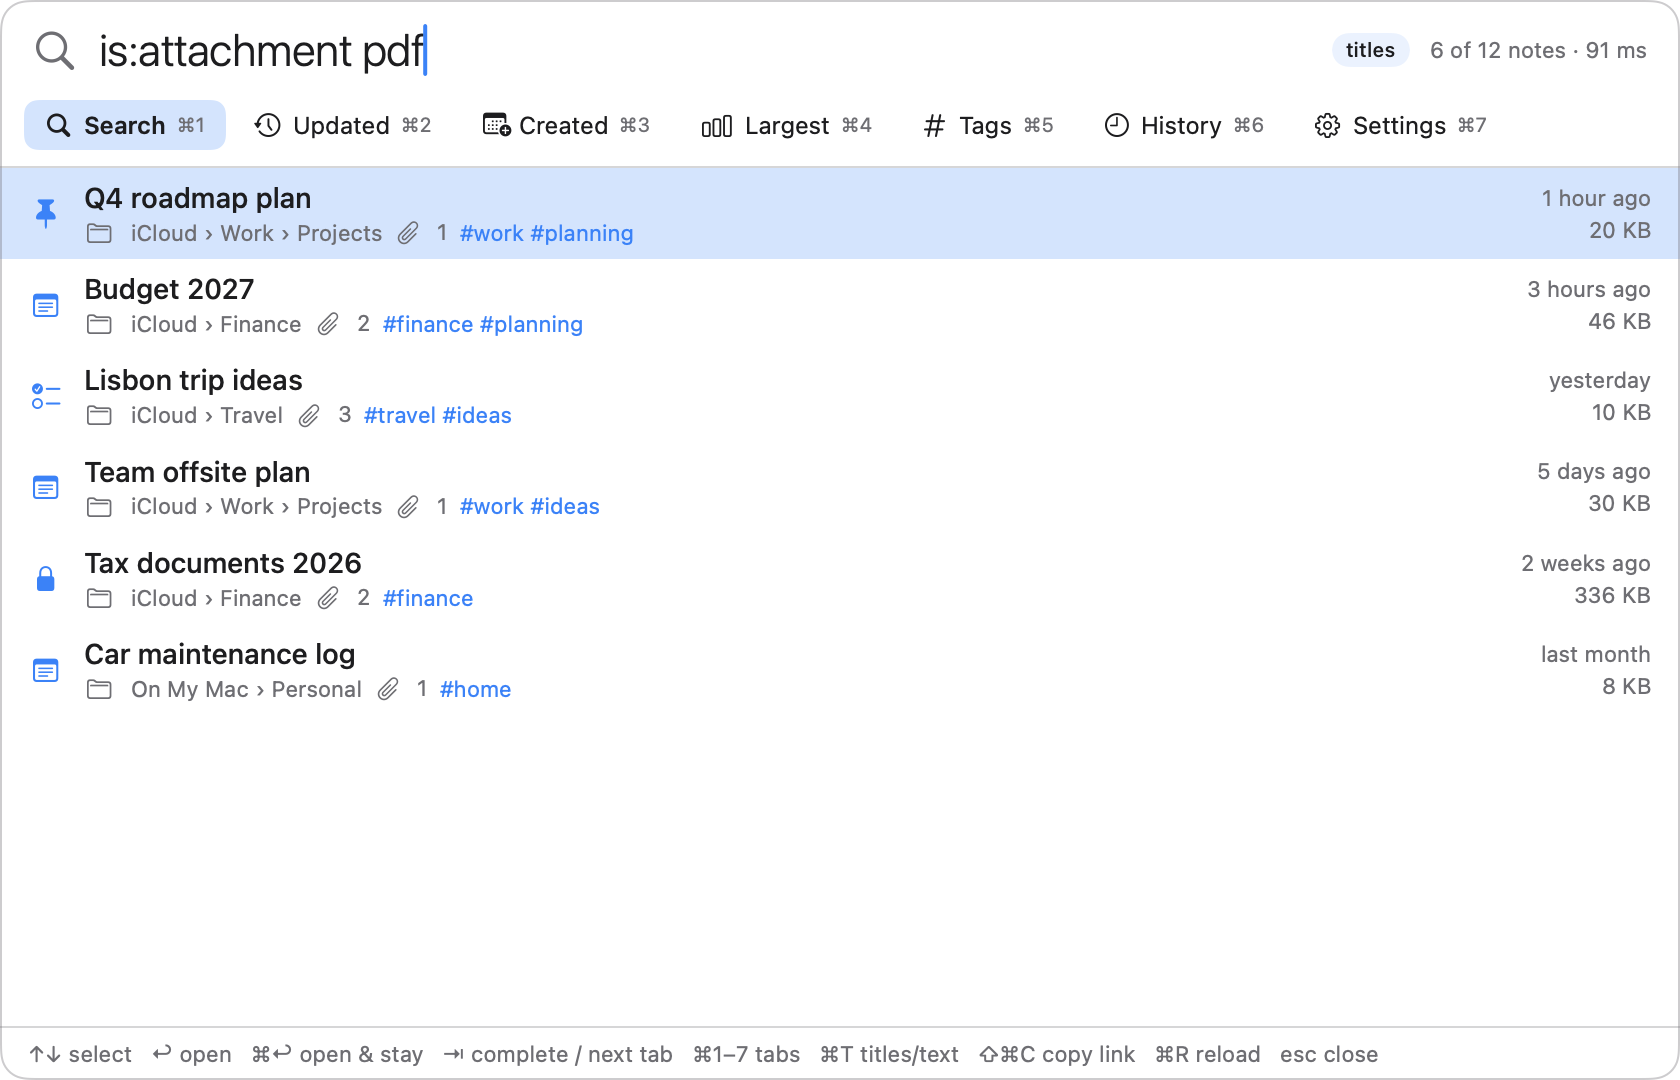 is:attachment pdf
titles 6 of 12 notes · 91 ms
Search ⌘1 Updated ⌘2 Created ⌘3 Largest ⌘4 # Tags ⌘5 History ⌘6 Settings ⌘7
Q4 roadmap plan 1 hour ago
iCloud › Work › Projects 1 #work #planning 20 KB
Budget 2027 3 hours ago
iCloud › Finance 2 #finance #planning 46 KB
Lisbon trip ideas yesterday
iCloud › Travel 3 #travel #ideas 10 KB
Team offsite plan 5 days ago
iCloud › Work › Projects 1 #work #ideas 30 KB
Tax documents 2026 2 weeks ago
iCloud › Finance 2 #finance 336 KB
Car maintenance log last month
On My Mac › Personal 1 #home 8 KB
↑↓ select ↩ open ⌘↩ open & stay ⇥ complete / next tab ⌘1–7 tabs ⌘T titles/text ⇧⌘C copy link ⌘R reload esc close